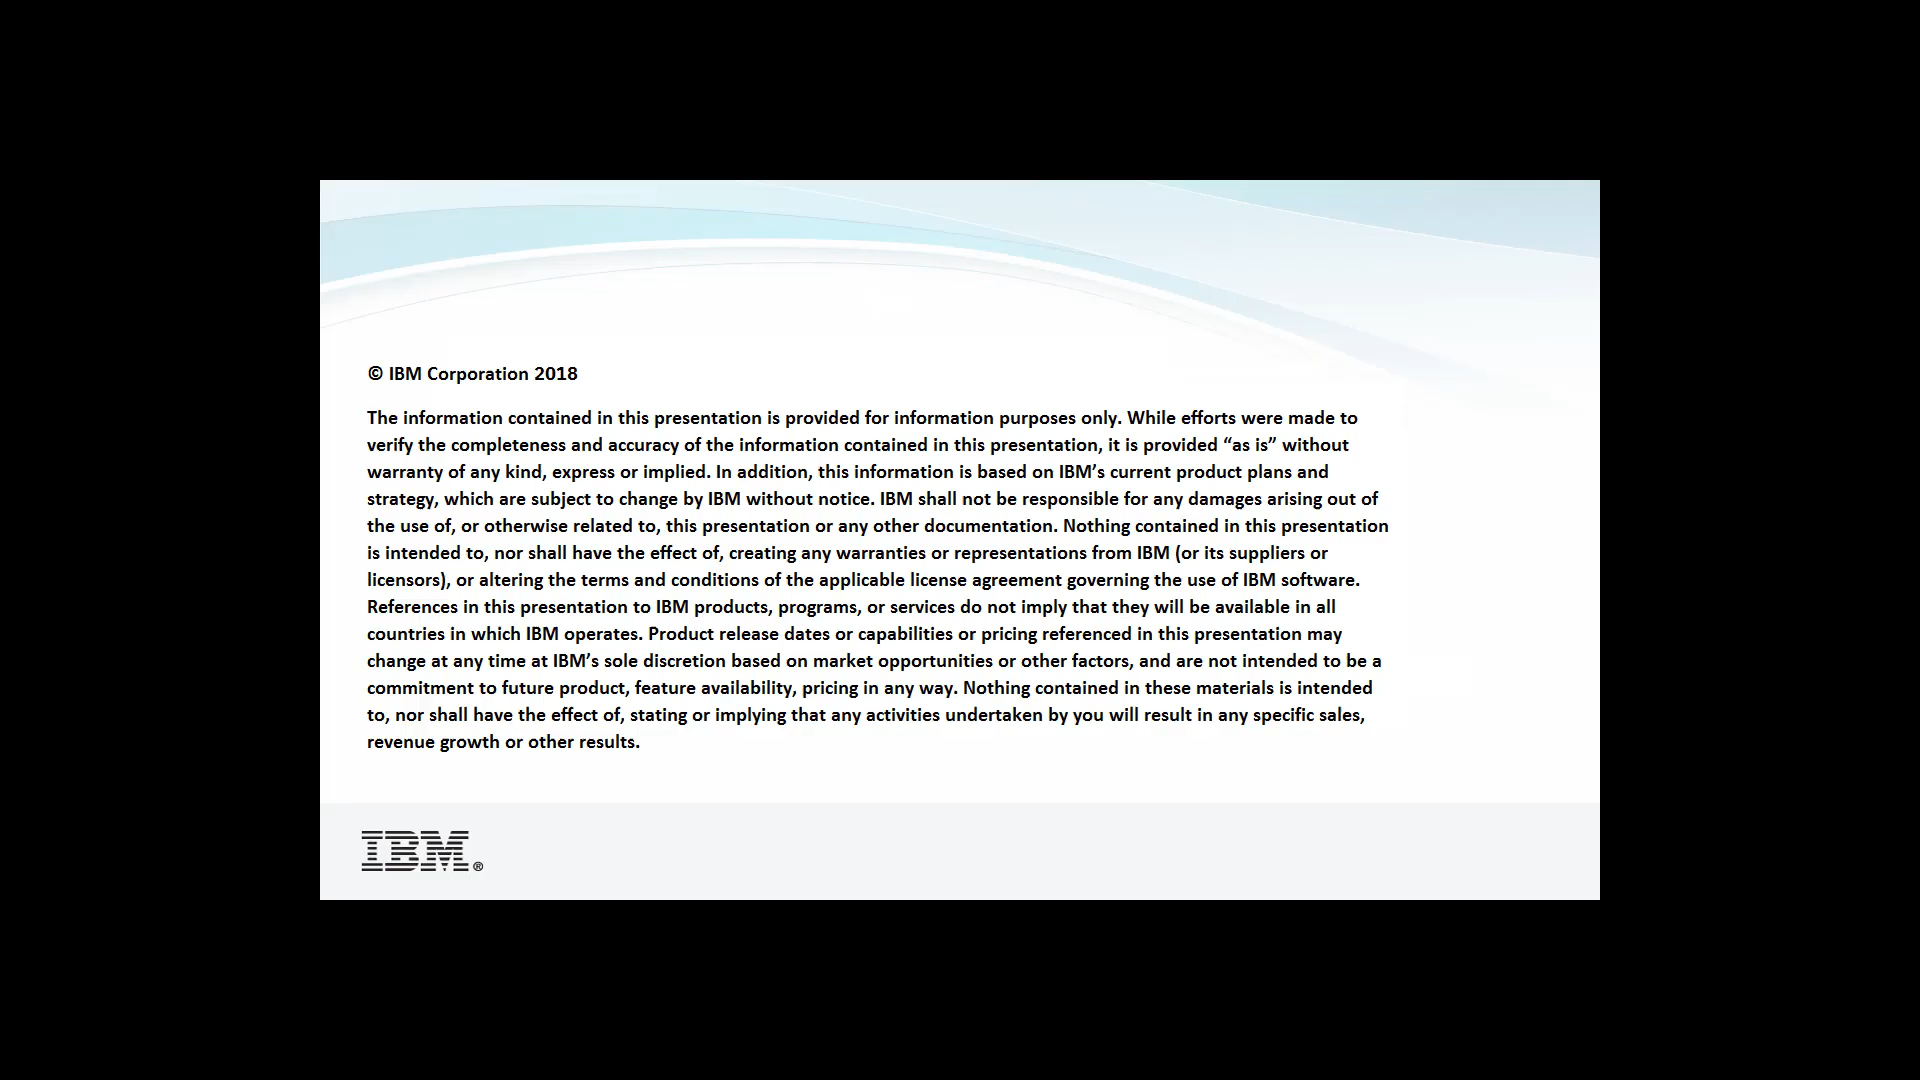 © IBM Corporation 2018
The information contained in this presentation is provided for information purposes only. While efforts were made to
verify the completeness and accuracy of the information contained in this presentation, it is provided “as is” without
warranty of any kind, express or implied. In addition, this information is based on IBM’s current product plans and
strategy, which are subject to change by IBM without notice. IBM shall not be responsible for any damages arising out of
the use of, or otherwise related to, this presentation or any other documentation. Nothing contained in this presentation
is intended to, nor shall have the effect of, creating any warranties or representations from IBM (or its suppliers or
licensors), or altering the terms and conditions of the applicable license agreement governing the use of IBM software.
References in this presentation to IBM products, programs, or services do not imply that they will be available in all
countries in which IBM operates. Product release dates or capabilities or pricing referenced in this presentation may
change at any time at IBM’s sole discretion based on market opportunities or other factors, and are not intended to be a
commitment to future product, feature availability, pricing in any way. Nothing contained in these materials is intended
to, nor shall have the effect of, stating or implying that any activities undertaken by you will result in any specific sales,
revenue growth or other results.
IBM®